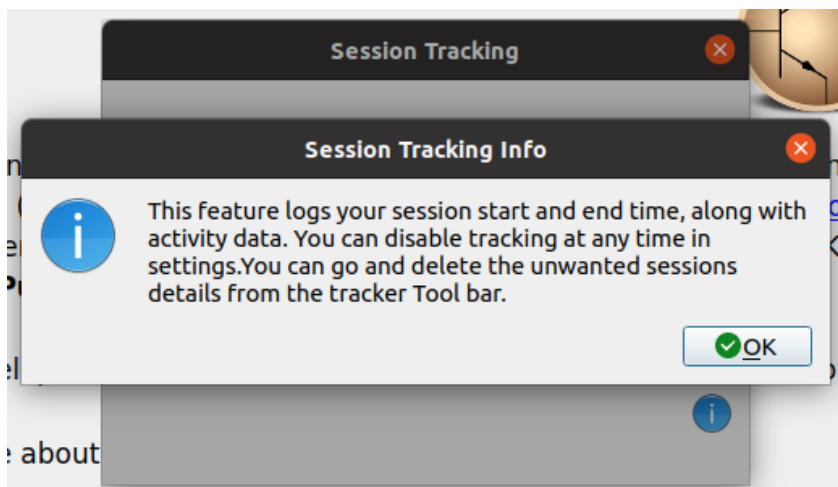 Session Tracking
Session Tracking Info
This feature logs your session start and end time, along with
activity data. You can disable tracking at any time in
settings.You can go and delete the unwanted sessions
details from the tracker Tool bar.
OK
about